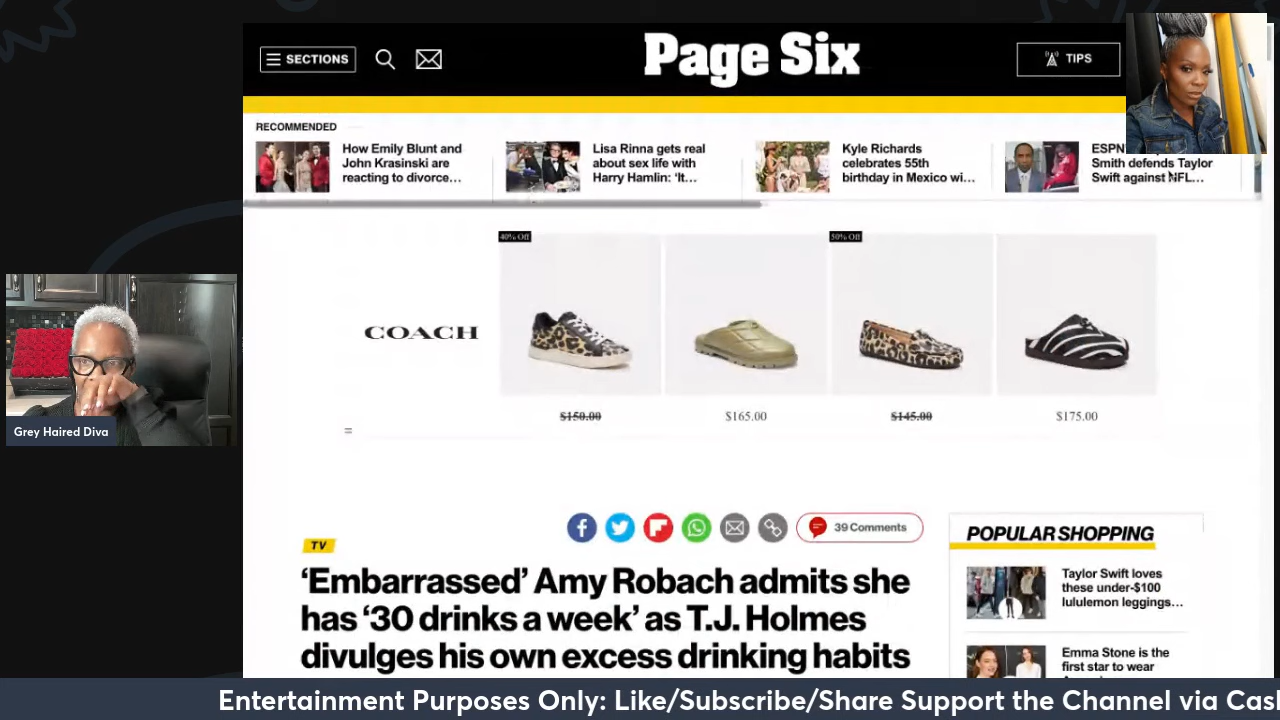 SECTIONS
Page Six
TIPS
RECOMMENDED
How Emily Blunt and
John Krasinski are
reacting to divorce…
Lisa Rinna gets real
about sex life with
Harry Hamlin: ‘It…
Kyle Richards
celebrates 55th
birthday in Mexico wi…
ESPN
Smith defends Taylor
Swift against NFL…
40% Off
50% Off
COACH
$150.00
$165.00
$145.00
$175.00
Grey Haired Diva
39 Comments
TV
‘Embarrassed’ Amy Robach admits she
has ‘30 drinks a week’ as T.J. Holmes
divulges his own excess drinking habits
POPULAR SHOPPING
Taylor Swift loves
these under-$100
lululemon leggings…
Emma Stone is the
first star to wear
Entertainment Purposes Only: Like/Subscribe/Share Support the Channel via Cas